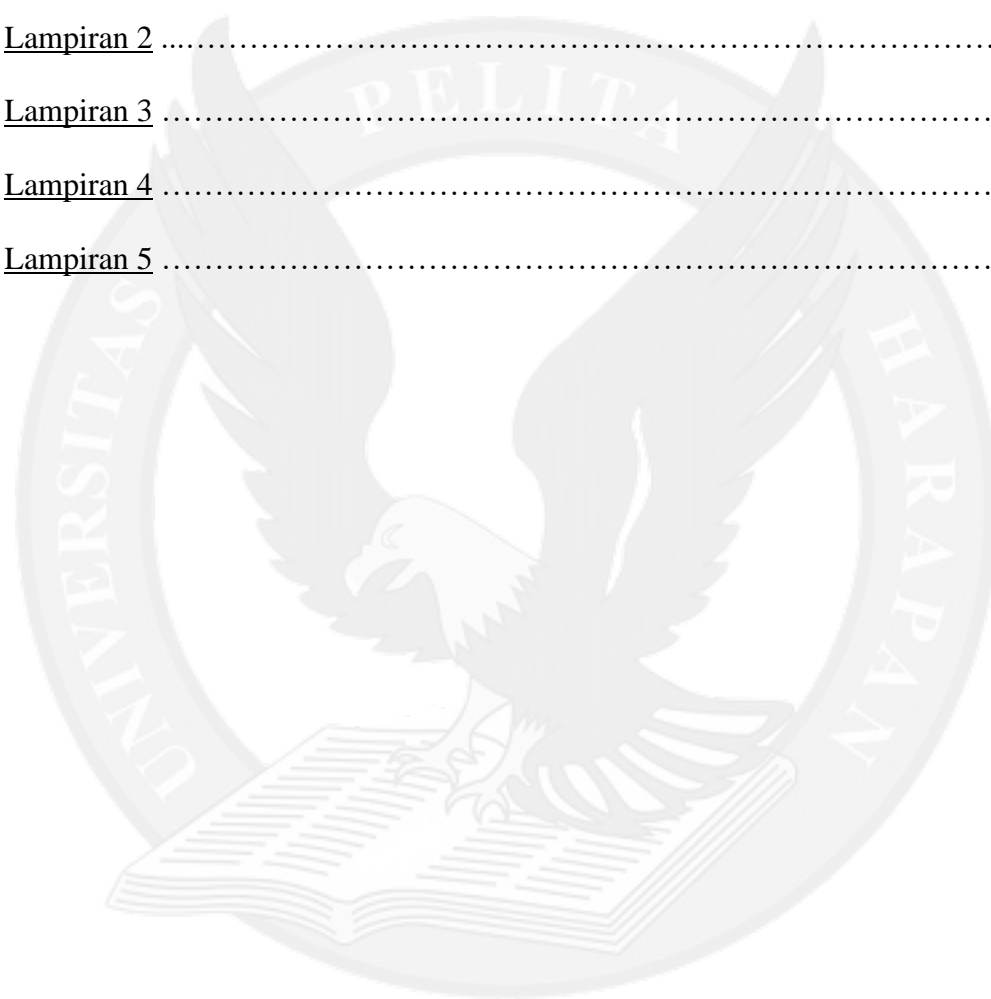 Lampiran 2 ...……………………………………………………………………
Lampiran 3 ………………………………………………………………………
Lampiran 4 ………………………………………………………………………
Lampiran 5 ………………………………………………………………………
UNIVERSITAS PELITA HARAPAN